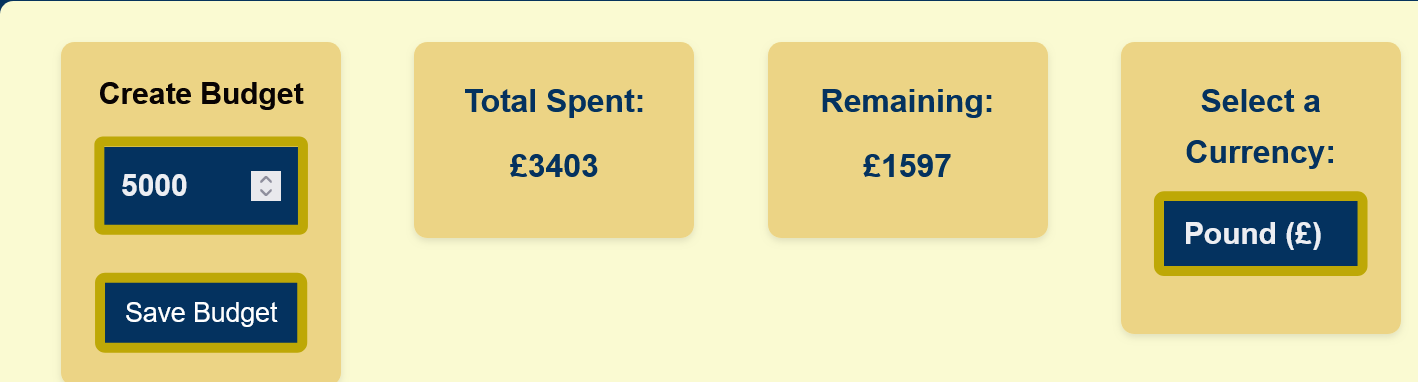 Create Budget
5000
Save Budget
Total Spent:
£3403
Remaining:
£1597
Select a
Currency:
Pound (£)